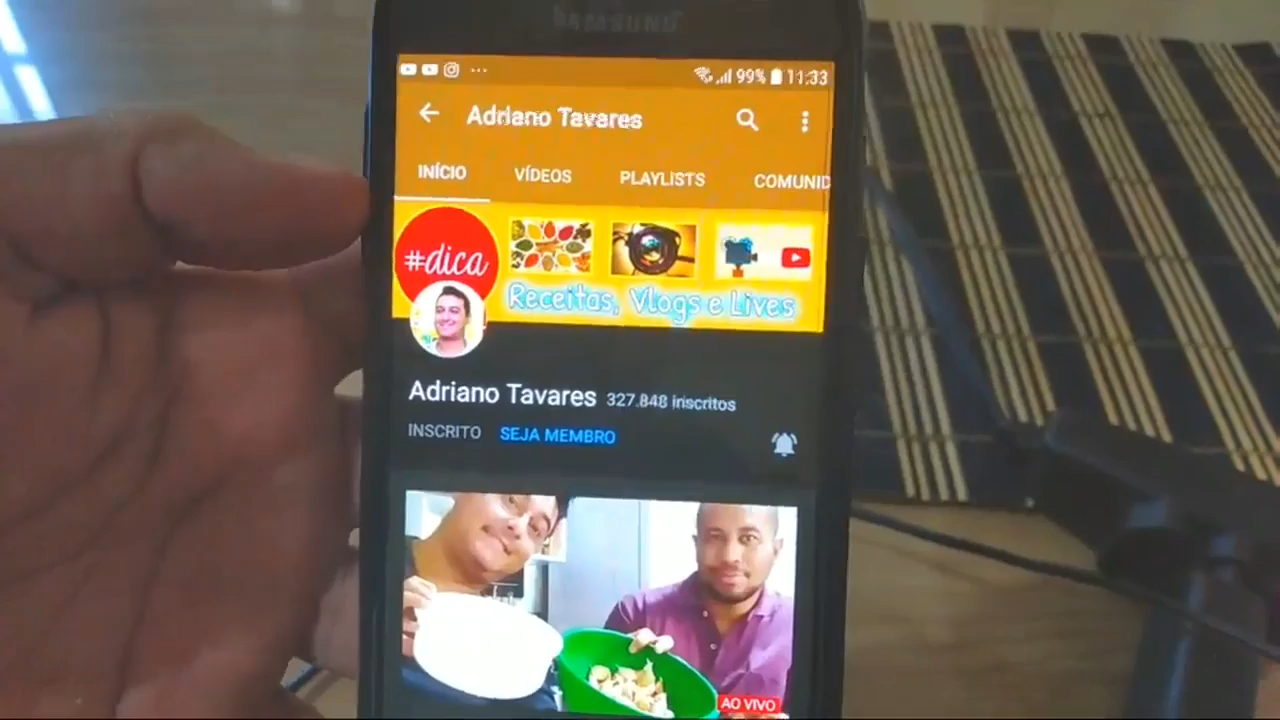 SAMSUNG
99% 11:33
Adriano Tavares
INÍCIO VÍDEOS PLAYLISTS COMUNID
#dica
Receitas, Vlogs e Lives
Adriano Tavares 327.848 inscritos
INSCRITO SEJA MEMBRO
AO VIVO